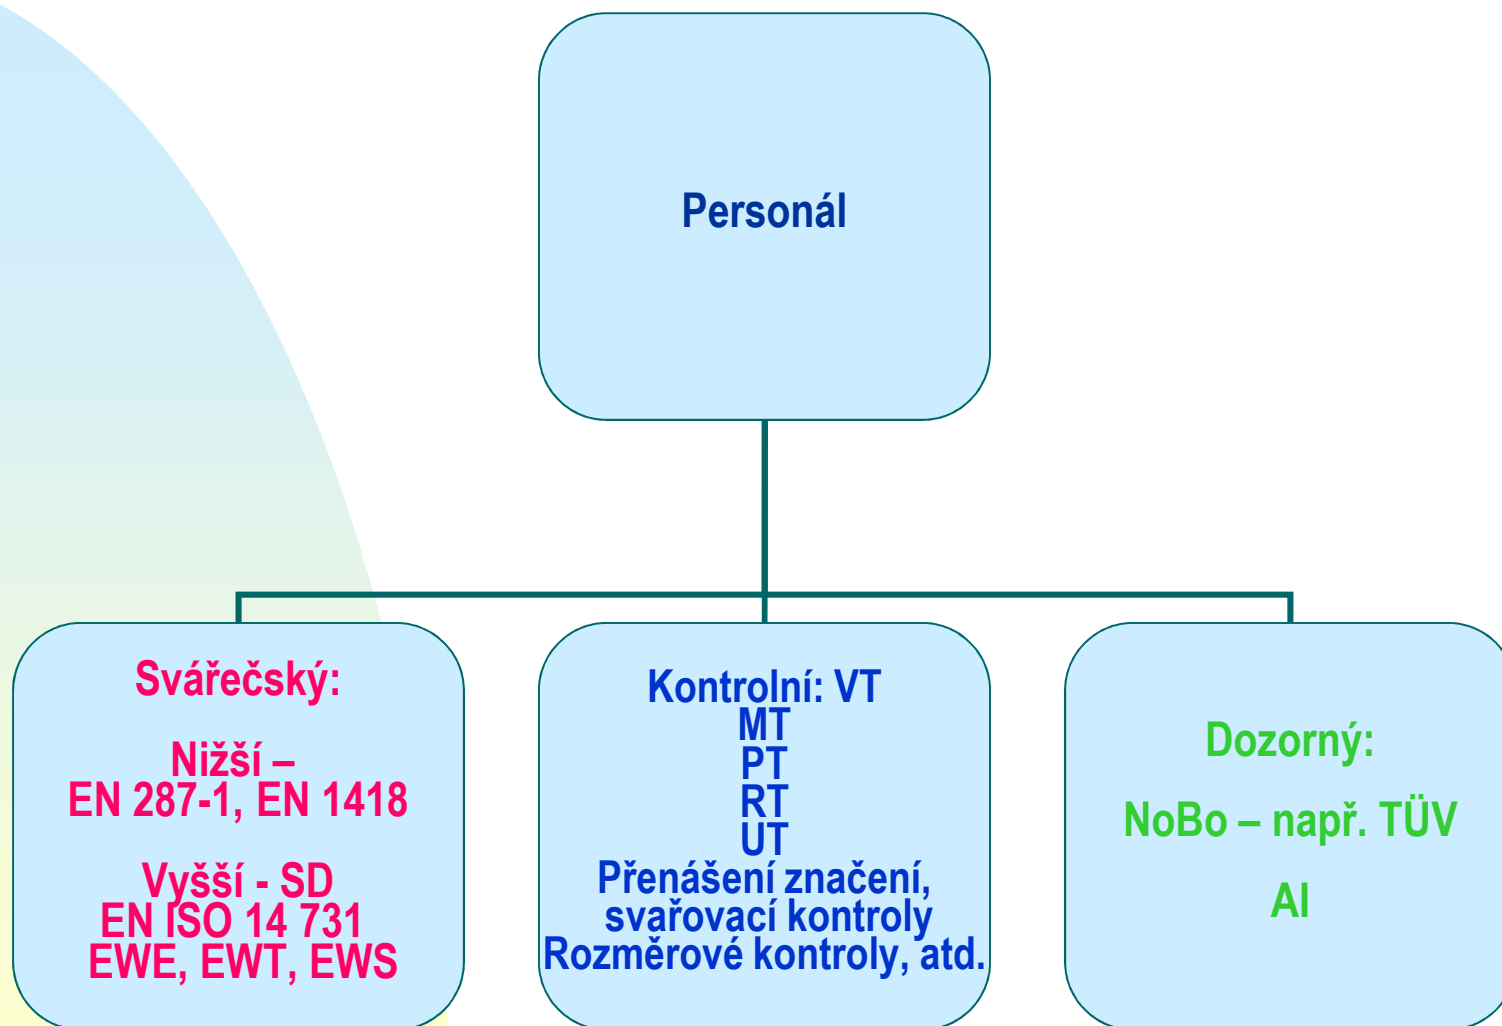 Personál
Svářečský:
Nižší –
EN 287-1, EN 1418
Vyšší - SD
EN ISO 14 731
EWE, EWT, EWS
Kontrolní: VT
MT
PT
RT
UT
Přenášení značení,
svařovací kontroly
Rozměrové kontroly, atd.
Dozorný:
NoBo – např. TÜV
AI